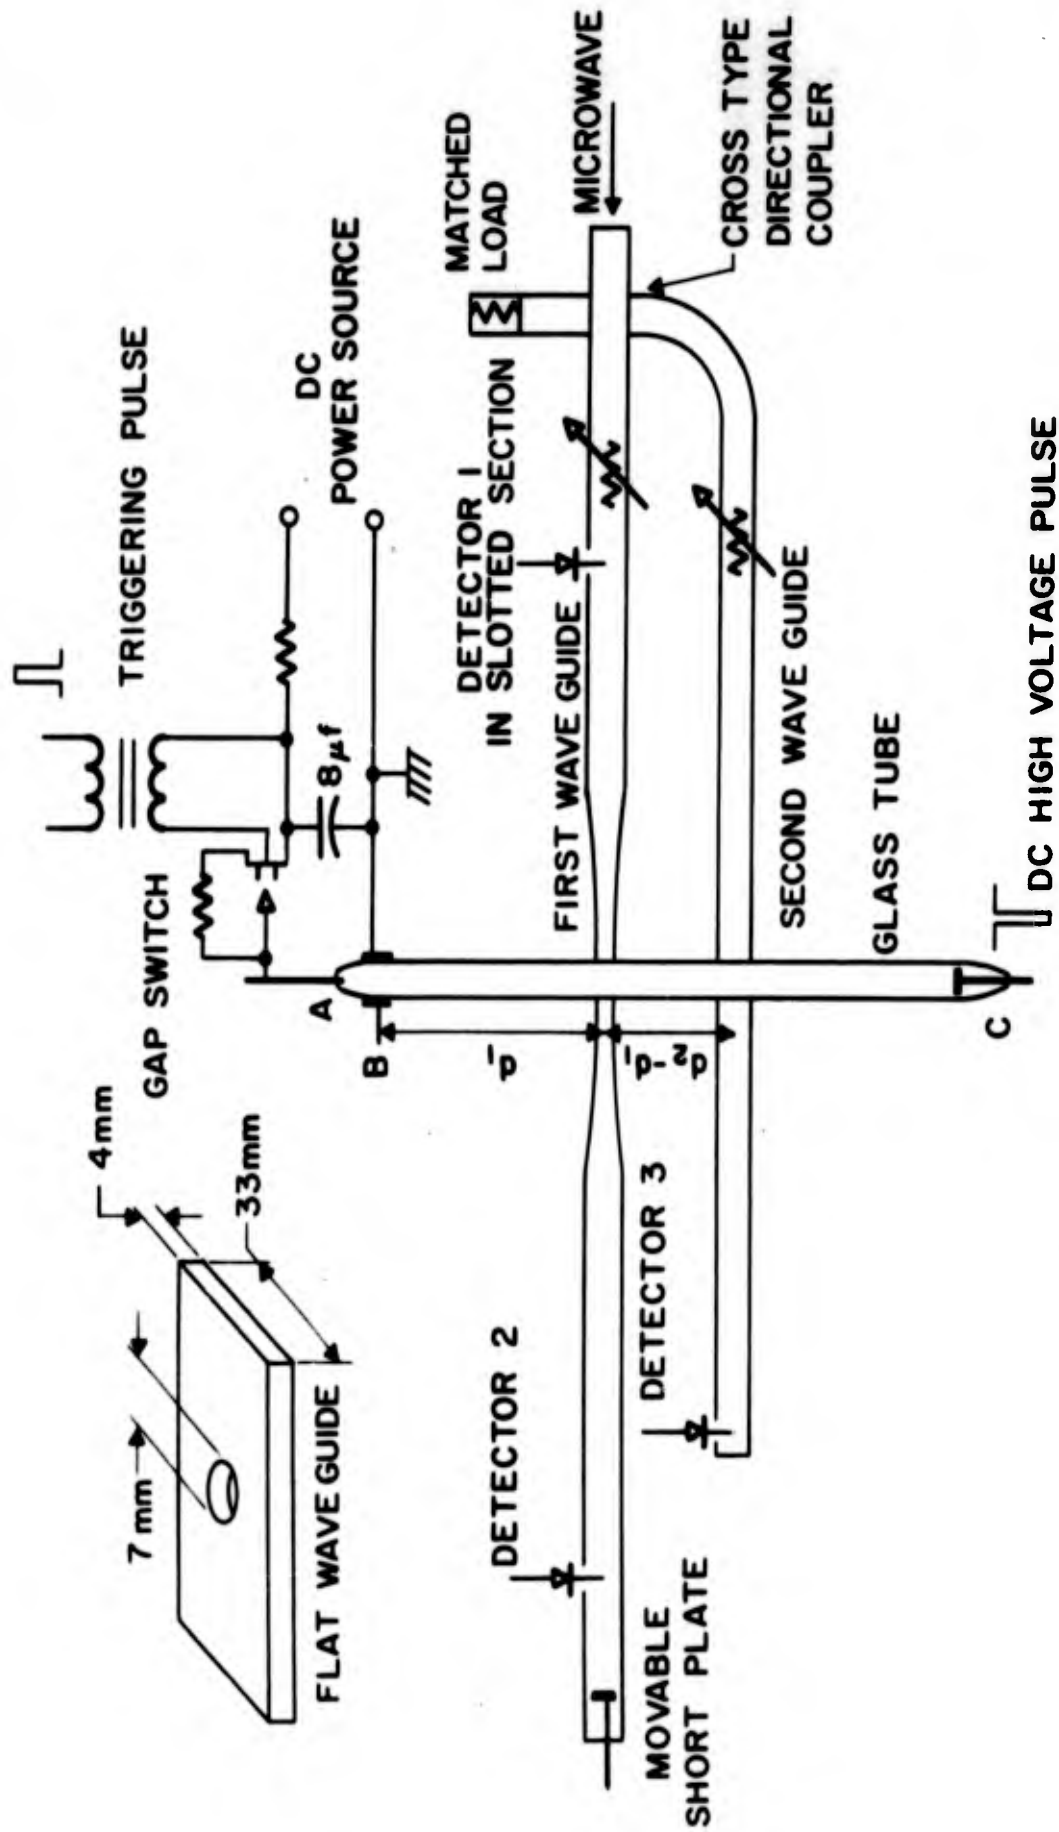 TRIGGERING PULSE
GAP SWITCH
DC
POWER SOURCE
8μf
A
B
4mm
7mm
33mm
FLAT WAVE GUIDE
MATCHED
LOAD
DETECTOR 1
IN SLOTTED SECTION
MICROWAVE
FIRST WAVE GUIDE
d1
d2-d1
CROSS TYPE
DIRECTIONAL
COUPLER
DETECTOR 2
DETECTOR 3
SECOND WAVE GUIDE
MOVABLE
SHORT PLATE
GLASS TUBE
C
DC HIGH VOLTAGE PULSE